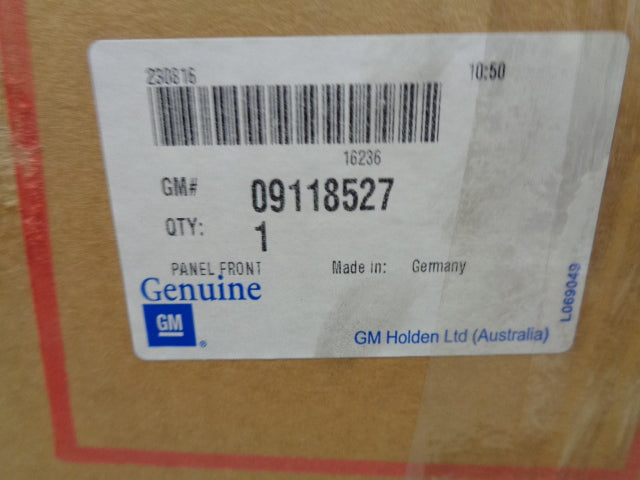 230816 10:50
16236
GM# 09118527
QTY: 1
PANEL FRONT Made in: Germany
Genuine
GM
®
GM Holden Ltd (Australia)
L069049